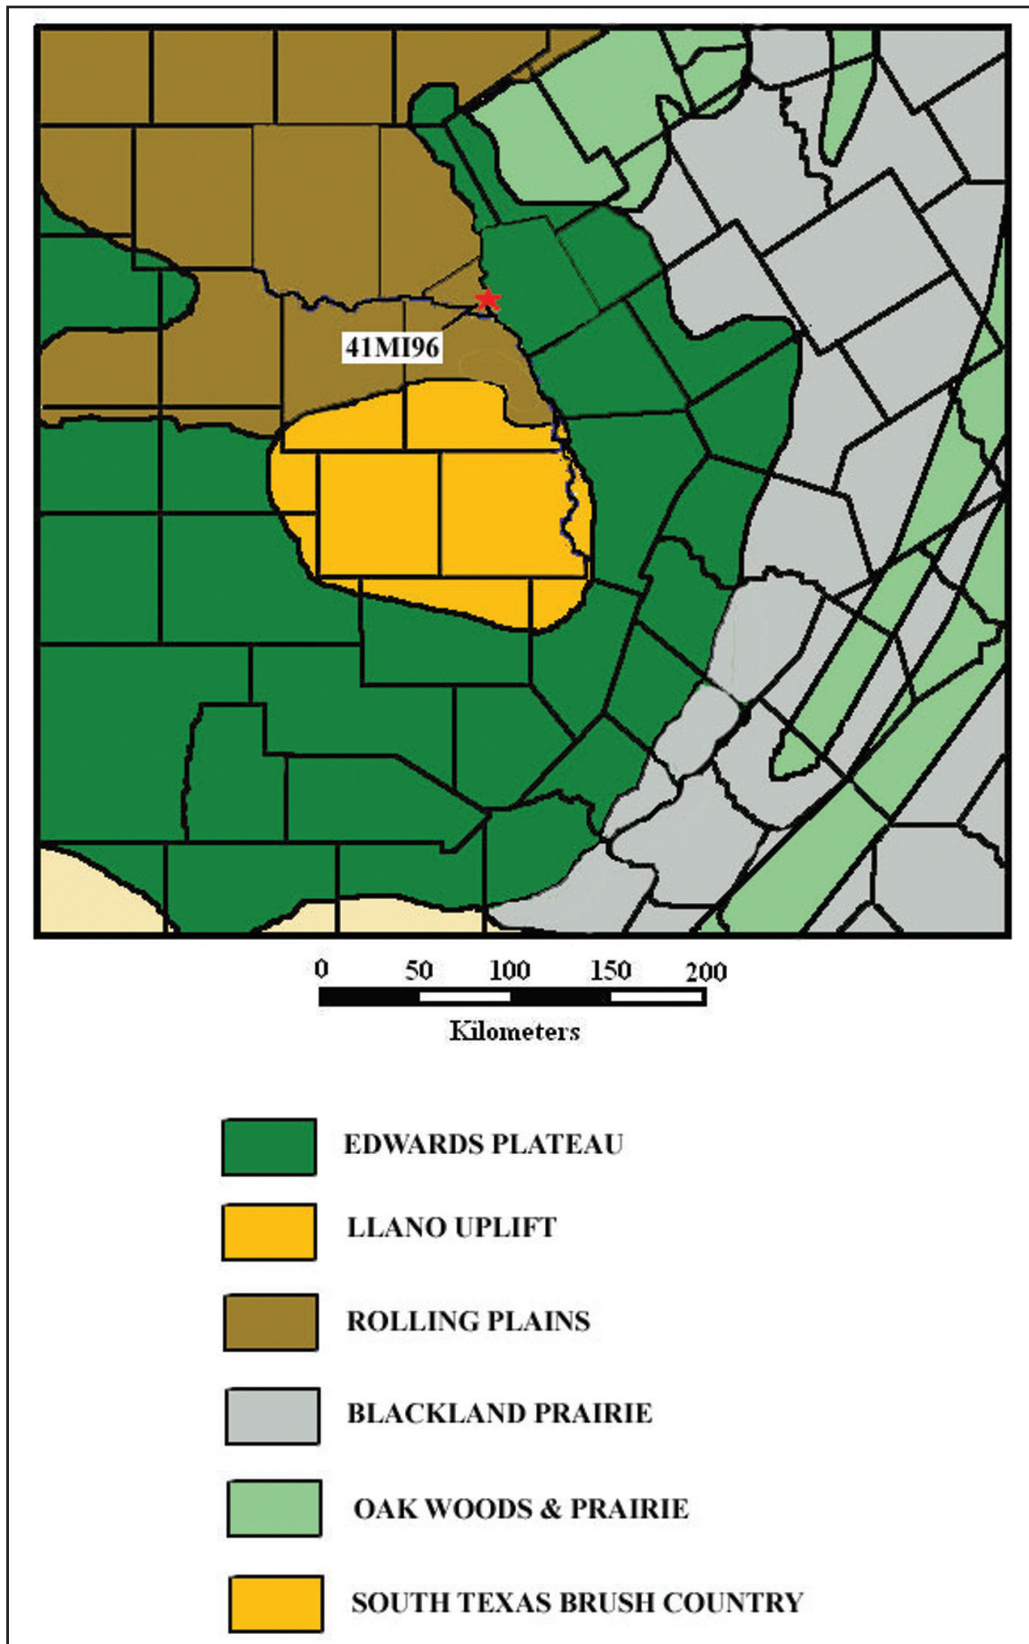 41MI96
0 50 100 150 200
Kilometers
EDWARDS PLATEAU
LLANO UPLIFT
ROLLING PLAINS
BLACKLAND PRAIRIE
OAK WOODS & PRAIRIE
SOUTH TEXAS BRUSH COUNTRY